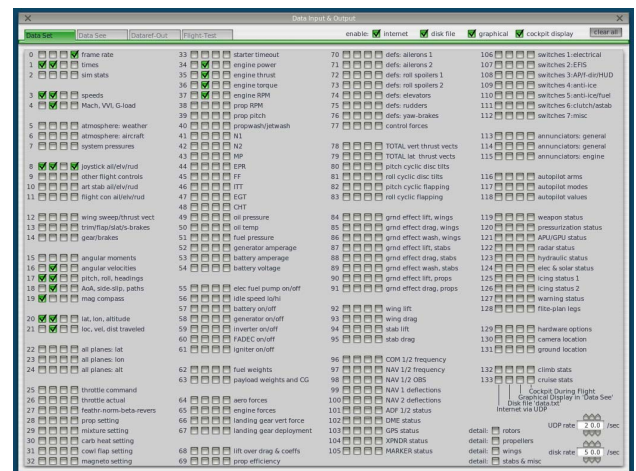 Data Input & Output
Data Set
Data See
Dataref-Out
Flight-Test
enable:
internet
disk file
graphical
cockpit display
clear all
0 frame rate
1 times
2 sim stats
3 speeds
4 Mach, VVI, G-load
5 atmosphere: weather
6 atmosphere: aircraft
7 system pressures
8 joystick ail/elv/rud
9 other flight controls
10 art stab ail/elv/rud
11 flight con ail/elv/rud
12 wing sweep/thrust vect
13 trim/flap/slat/s-brakes
14 gear/brakes
15 angular moments
16 angular velocities
17 pitch, roll, headings
18 AoA, side-slip, paths
19 mag compass
20 lat, lon, altitude
21 loc, vel, dist traveled
22 all planes: lat
23 all planes: lon
24 all planes: alt
25 throttle command
26 throttle actual
27 feathr-norm-beta-revers
28 prop setting
29 mixture setting
30 carb heat setting
31 cowl flap setting
32 magneto setting
33 starter timeout
34 engine power
35 engine thrust
36 engine torque
37 engine RPM
38 prop RPM
39 prop pitch
40 propwash/jetwash
41 N1
42 N2
43 MP
44 EPR
45 FF
46 ITT
47 EGT
48 CHT
49 oil pressure
50 oil temp
51 fuel pressure
52 generator amperage
53 battery amperage
54 battery voltage
55 elec fuel pump on/off
56 idle speed lo/hi
57 battery on/off
58 generator on/off
59 inverter on/off
60 FADEC on/off
61 igniter on/off
62 fuel weights
63 payload weights and CG
64 aero forces
65 engine forces
66 landing gear vert force
67 landing gear deployment
68 lift over drag & coeffs
69 prop efficiency
70 defs: ailerons 1
71 defs: ailerons 2
72 defs: roll spoilers 1
73 defs: roll spoilers 2
74 defs: elevators
75 defs: rudders
76 defs: yaw-brakes
77 control forces
78 TOTAL vert thrust vects
79 TOTAL lat thrust vects
80 pitch cyclic disc tilts
81 roll cyclic disc tilts
82 pitch cyclic flapping
83 roll cyclic flapping
84 grnd effect lift, wings
85 grnd effect drag, wings
86 grnd effect wash, wings
87 grnd effect lift, stabs
88 grnd effect drag, stabs
89 grnd effect wash, stabs
90 grnd effect lift, props
91 grnd effect drag, props
92 wing lift
93 wing drag
94 stab lift
95 stab drag
96 COM 1/2 frequency
97 NAV 1/2 frequency
98 NAV 1/2 OBS
99 NAV 1 deflections
100 NAV 2 deflections
101 ADF 1/2 status
102 DME status
103 GPS status
104 XPNDR status
105 MARKER status
106 switches 1:electrical
107 switches 2:EFIS
108 switches 3:AP/f-dir/HUD
109 switches 4:anti-ice
110 switches 5:anti-ice/fuel
111 switches 6:clutch/astab
112 switches 7:misc
113 annunciators: general
114 annunciators: general
115 annunciators: engine
116 autopilot arms
117 autopilot modes
118 autopilot values
119 weapon status
120 pressurization status
121 APU/GPU status
122 radar status
123 hydraulic status
124 elec & solar status
125 icing status 1
126 icing status 2
127 warning status
128 flite-plan legs
129 hardware options
130 camera location
131 ground location
132 climb stats
133 cruise stats
Cockpit During Flight
Graphical Display in 'Data See'
Disk file 'data.txt'
Internet via UDP
UDP rate 2 0.0 /sec
detail: rotors
detail: propellers
detail: wings
detail: stabs & misc
disk rate 5 0.0 /sec